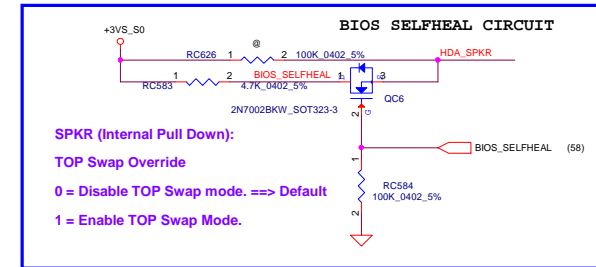 BIOS SELFHEAL CIRCUIT
+3VS_S0
@
RC626 1 2 100K_0402_5%
HDA_SPKR
1 2 BIOS_SELFHEAL 1 3
RC583 4.7K_0402_5% D S
QC6
2N7002BKW_SOT323-3
2 G
SPKR (Internal Pull Down):
BIOS_SELFHEAL (58)
TOP Swap Override
1
0 = Disable TOP Swap mode. ==> Default
RC584
100K_0402_5%
2
1 = Enable TOP Swap Mode.